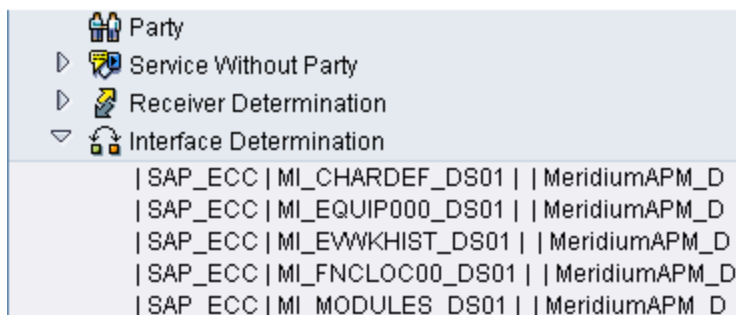 Party
Service Without Party
Receiver Determination
Interface Determination
| SAP_ECC | MI_CHARDEF_DS01 | | MeridiumAPM_D
| SAP_ECC | MI_EQUIP000_DS01 | | MeridiumAPM_D
| SAP_ECC | MI_EVWKHIST_DS01 | | MeridiumAPM_D
| SAP_ECC | MI_FNCLOC00_DS01 | | MeridiumAPM_D
| SAP_ECC | MI_MODULES_DS01 | | MeridiumAPM_D